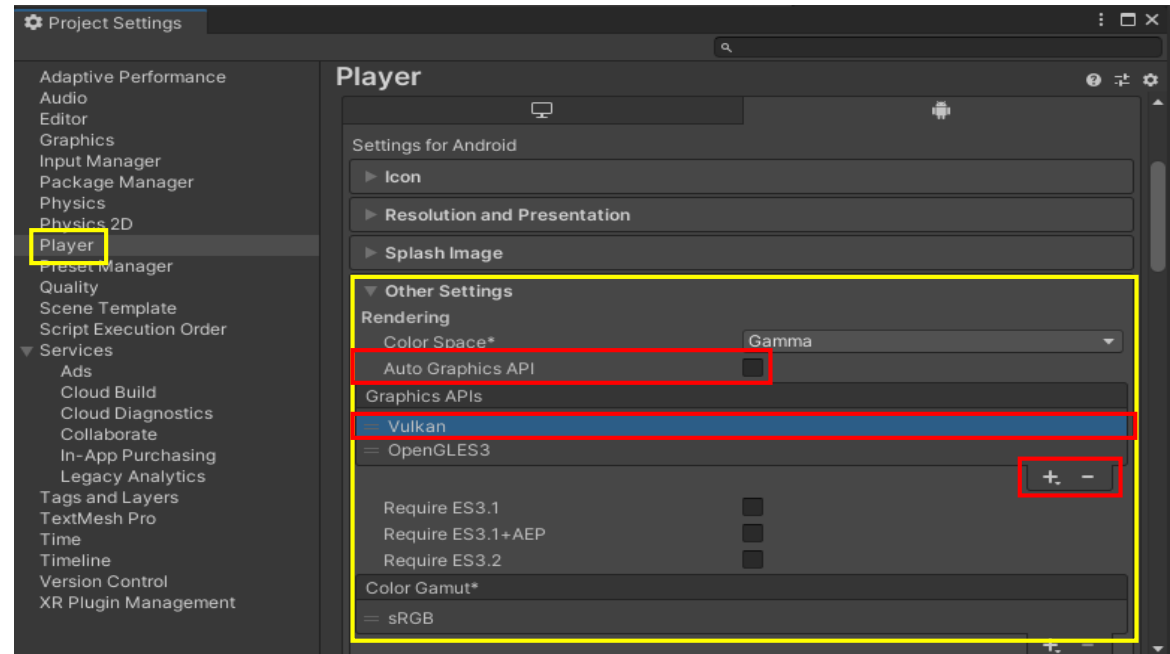 Project Settings
Adaptive Performance
Audio
Editor
Graphics
Input Manager
Package Manager
Physics
Physics 2D
Player
Preset Manager
Quality
Scene Template
Script Execution Order
Services
Ads
Cloud Build
Cloud Diagnostics
Collaborate
In-App Purchasing
Legacy Analytics
Tags and Layers
TextMesh Pro
Time
Timeline
Version Control
XR Plugin Management
Player
Settings for Android
Icon
Resolution and Presentation
Splash Image
Other Settings
Rendering
Color Space* Gamma
Auto Graphics API
Graphics APIs
Vulkan
OpenGLES3
Require ES3.1
Require ES3.1+AEP
Require ES3.2
Color Gamut*
sRGB